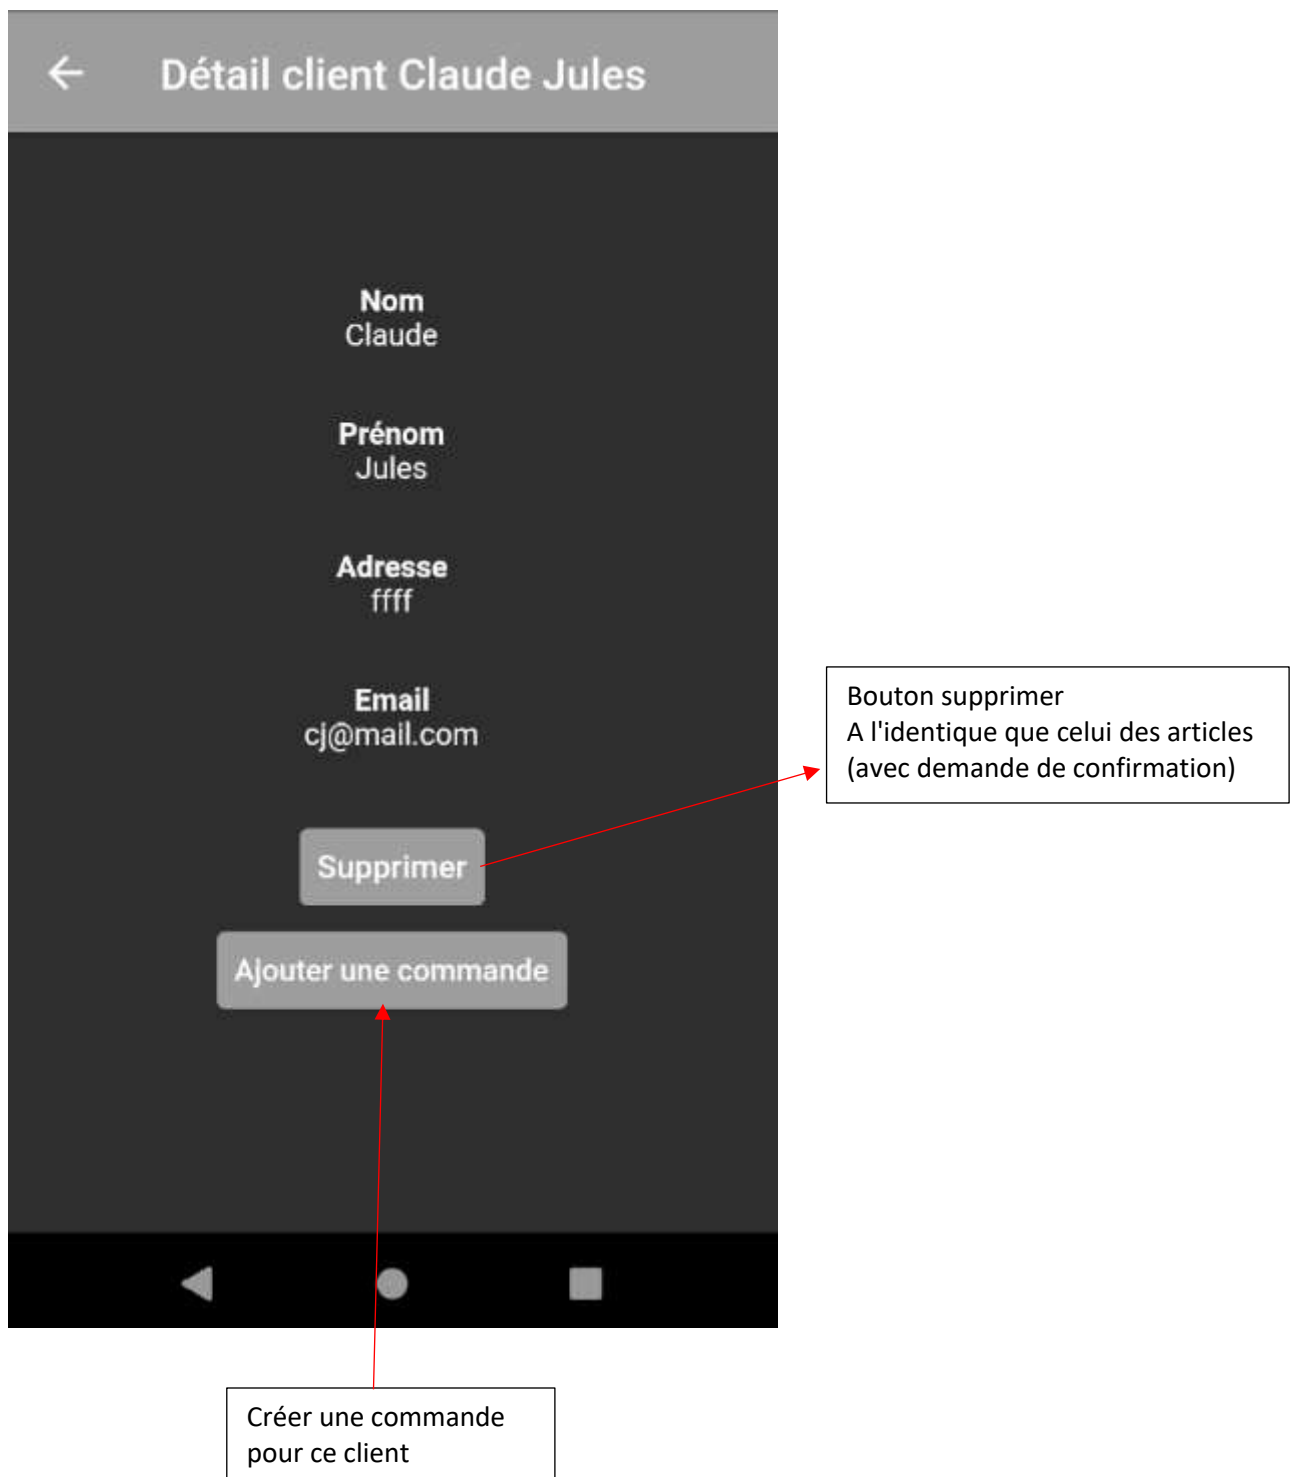 Détail client Claude Jules
Nom
Claude
Prénom
Jules
Adresse
ffff
Email
cj@mail.com
Supprimer
Ajouter une commande
Bouton supprimer
A l'identique que celui des articles
(avec demande de confirmation)
Créer une commande
pour ce client